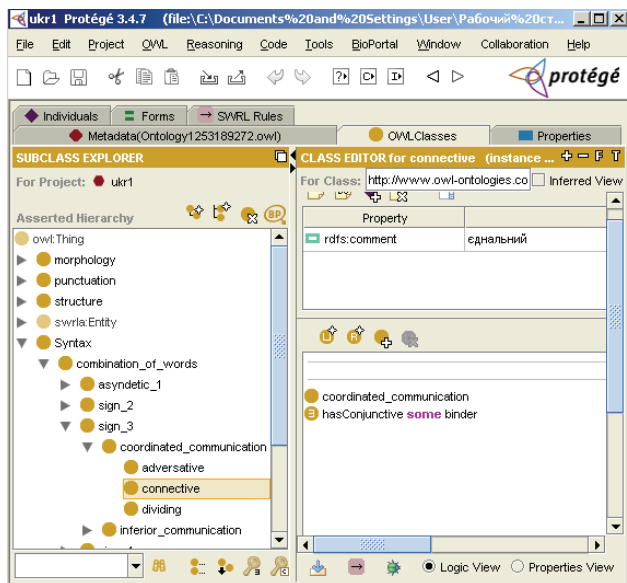 ukr1 Protégé 3.4.7 (file:\C:\Documents%20and%20Settings\User\Рабочий%20ст...
File Edit Project OWL Reasoning Code Tools BioPortal Window Collaboration Help
protégé
Individuals Forms SWRL Rules
Metadata(Ontology1253189272.owl) OWLClasses Properties
SUBCLASS EXPLORER
CLASS EDITOR for connective (instance ...
For Project: ukr1
For Class: http://www.owl-ontologies.co Inferred View
Asserted Hierarchy
Property
rdfs:comment єднальний
owl:Thing
morphology
punctuation
structure
swrla:Entity
Syntax
combination_of_words
asyndetic_1
sign_2
sign_3
coordinated_communication
adversative
connective
dividing
inferior_communication
coordinated_communication
hasConjunctive some binder
Logic View Properties View